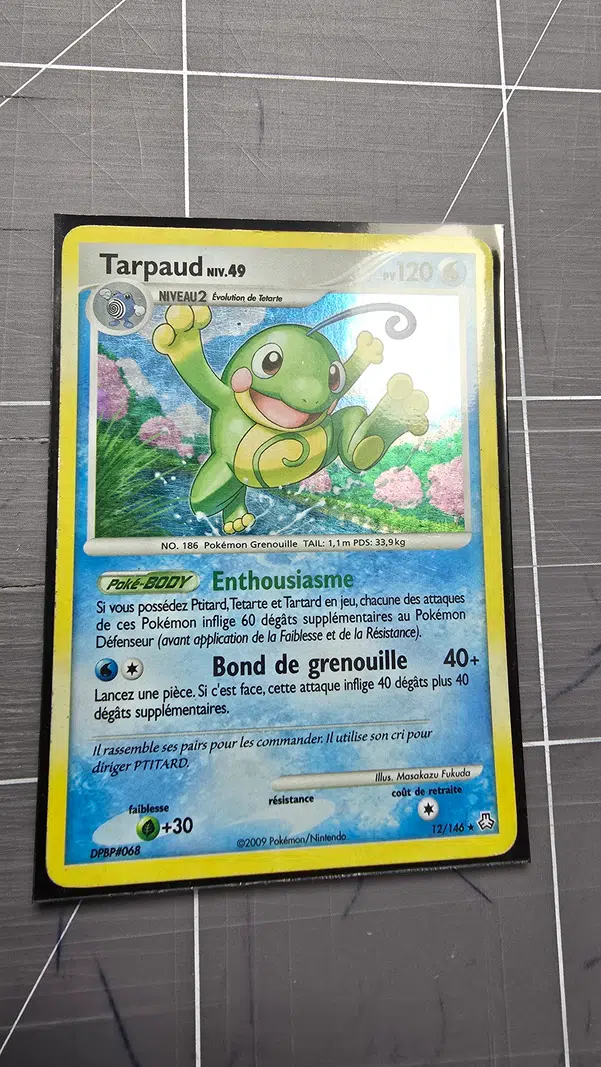 Tarpaud NIV.49 PV 120
NIVEAU 2 Évolution de Tetarte
NO. 186 Pokémon Grenouille TAIL: 1,1 m PDS: 33,9 kg
Poké-BODY Enthousiasme
Si vous possédez Ptitard, Tetarte et Tartard en jeu, chacune des attaques
de ces Pokémon inflige 60 dégâts supplémentaires au Pokémon
Défenseur (avant application de la Faiblesse et de la Résistance).
Bond de grenouille 40+
Lancez une pièce. Si c'est face, cette attaque inflige 40 dégâts plus 40
dégâts supplémentaires.
Il rassemble ses pairs pour les commander. Il utilise son cri pour
diriger PTITARD.
Illus. Masakazu Fukuda
faiblesse résistance coût de retraite
+30
DPBP#068 ©2009 Pokémon/Nintendo 12/146 ★